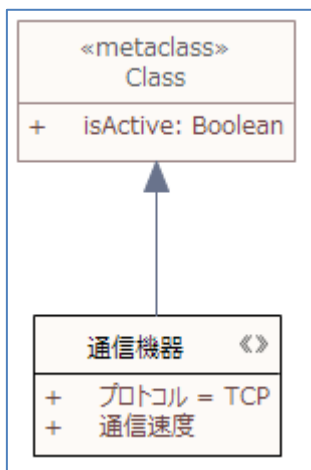 «metaclass»
Class
+ isActive: Boolean
通信機器 «»
+ プロトコル = TCP
+ 通信速度